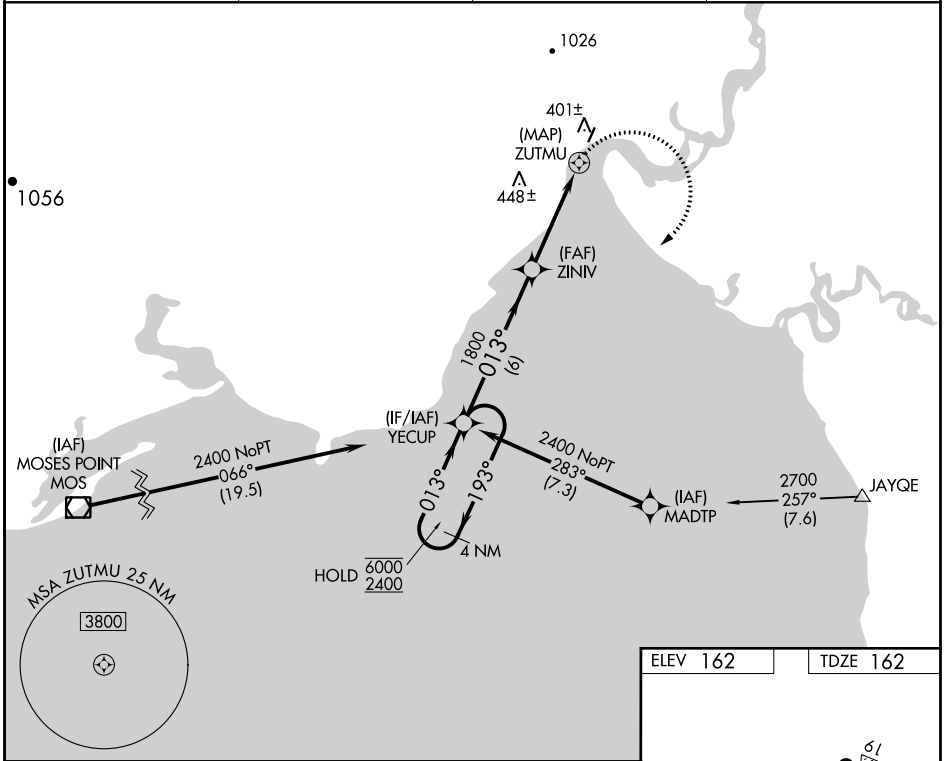 1026
401±
(MAP)
ZUTMU
448±
1056
(FAF)
ZINIV
1800
013°
(6)
(IF/IAF)
YECUP
(IAF)
MOSES POINT
MOS
2400 NoPT
066°
(19.5)
2400 NoPT
283°
(7.3)
013°
193°
(IAF)
MADTP
2700
257°
(7.6)
JAYQE
4 NM
HOLD 6000
2400
MSA ZUTMU 25 NM
3800
ELEV 162
TDZE 162
19